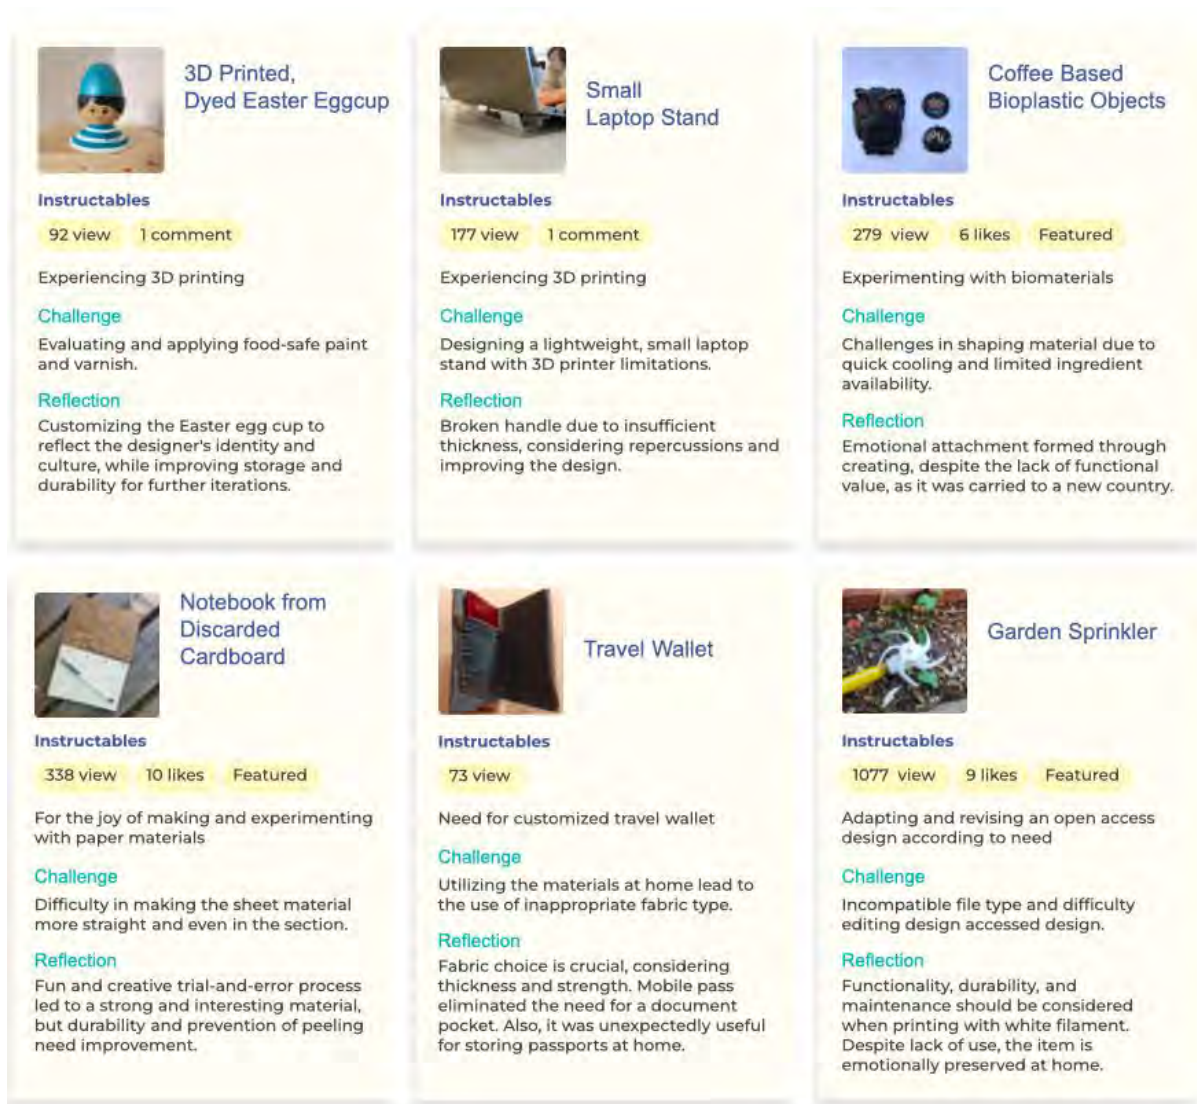 3D Printed,
Dyed Easter Eggcup
Instructables
92 view 1 comment
Experiencing 3D printing
Challenge
Evaluating and applying food-safe paint
and varnish.
Reflection
Customizing the Easter egg cup to
reflect the designer's identity and
culture, while improving storage and
durability for further iterations.
Small
Laptop Stand
Instructables
177 view 1 comment
Experiencing 3D printing
Challenge
Designing a lightweight, small laptop
stand with 3D printer limitations.
Reflection
Broken handle due to insufficient
thickness, considering repercussions and
improving the design.
Coffee Based
Bioplastic Objects
Instructables
279 view 6 likes Featured
Experimenting with biomaterials
Challenge
Challenges in shaping material due to
quick cooling and limited ingredient
availability.
Reflection
Emotional attachment formed through
creating, despite the lack of functional
value, as it was carried to a new country.
Notebook from
Discarded
Cardboard
Instructables
338 view 10 likes Featured
For the joy of making and experimenting
with paper materials
Challenge
Difficulty in making the sheet material
more straight and even in the section.
Reflection
Fun and creative trial-and-error process
led to a strong and interesting material,
but durability and prevention of peeling
need improvement.
Travel Wallet
Instructables
73 view
Need for customized travel wallet
Challenge
Utilizing the materials at home lead to
the use of inappropriate fabric type.
Reflection
Fabric choice is crucial, considering
thickness and strength. Mobile pass
eliminated the need for a document
pocket. Also, it was unexpectedly useful
for storing passports at home.
Garden Sprinkler
Instructables
1077 view 9 likes Featured
Adapting and revising an open access
design according to need
Challenge
Incompatible file type and difficulty
editing design accessed design.
Reflection
Functionality, durability, and
maintenance should be considered
when printing with white filament.
Despite lack of use, the item is
emotionally preserved at home.